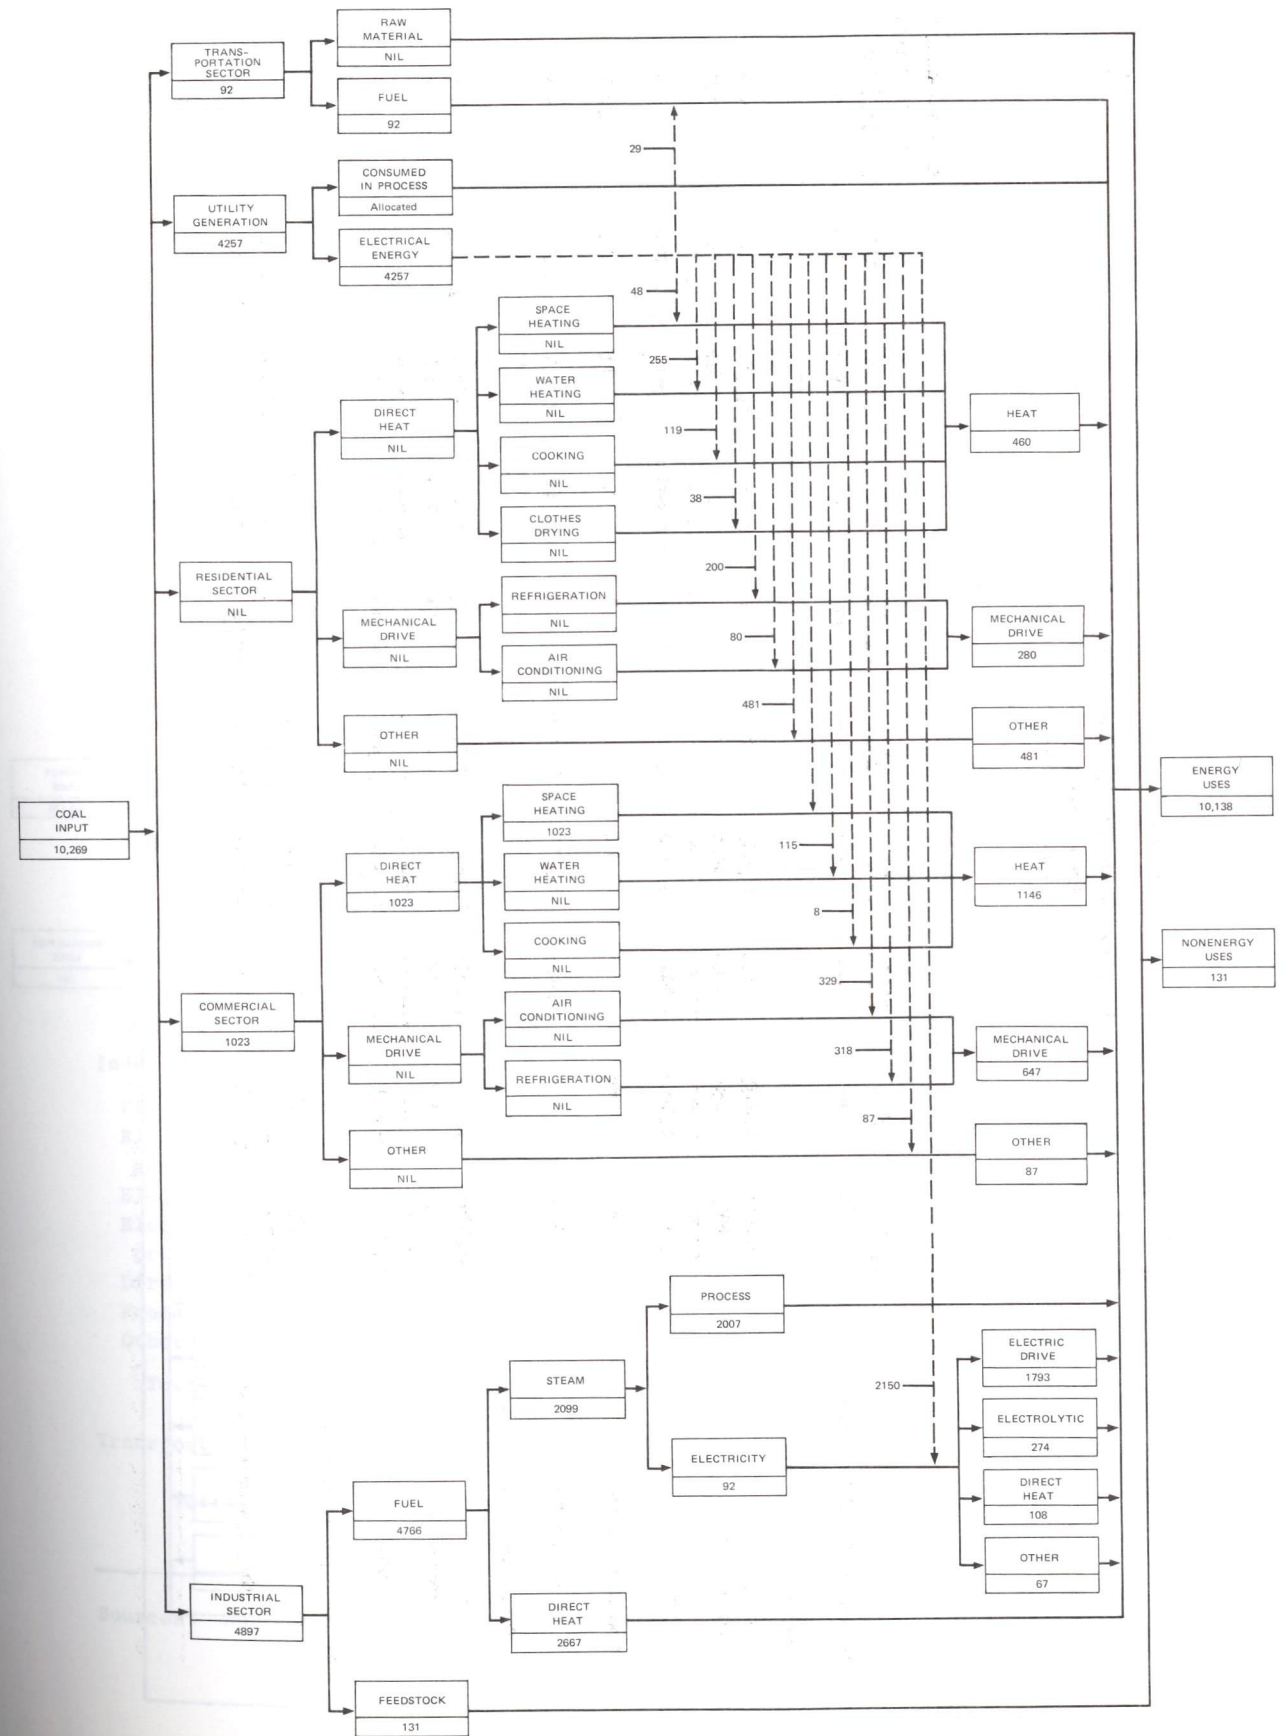 RAW
MATERIAL
NIL
TRANS-
PORTATION
SECTOR
92
FUEL
92
29
CONSUMED
IN PROCESS
Allocated
UTILITY
GENERATION
4257
ELECTRICAL
ENERGY
4257
48
SPACE
HEATING
NIL
255
WATER
HEATING
NIL
DIRECT
HEAT
NIL
HEAT
460
119
COOKING
NIL
38
CLOTHES
DRYING
NIL
200
RESIDENTIAL
SECTOR
NIL
REFRIGERATION
NIL
MECHANICAL
DRIVE
NIL
80
MECHANICAL
DRIVE
280
AIR
CONDITIONING
NIL
481
OTHER
NIL
OTHER
481
ENERGY
USES
10,138
COAL
INPUT
10,269
SPACE
HEATING
1023
115
DIRECT
HEAT
1023
WATER
HEATING
NIL
HEAT
1146
8
COOKING
NIL
NONENERGY
USES
131
329
COMMERCIAL
SECTOR
1023
AIR
CONDITIONING
NIL
MECHANICAL
DRIVE
NIL
318
MECHANICAL
DRIVE
647
REFRIGERATION
NIL
87
OTHER
NIL
OTHER
87
PROCESS
2007
ELECTRIC
DRIVE
1793
STEAM
2099
2150
ELECTROLYTIC
274
ELECTRICITY
92
DIRECT
HEAT
108
FUEL
4766
OTHER
67
INDUSTRIAL
SECTOR
4897
DIRECT
HEAT
2667
FEEDSTOCK
131